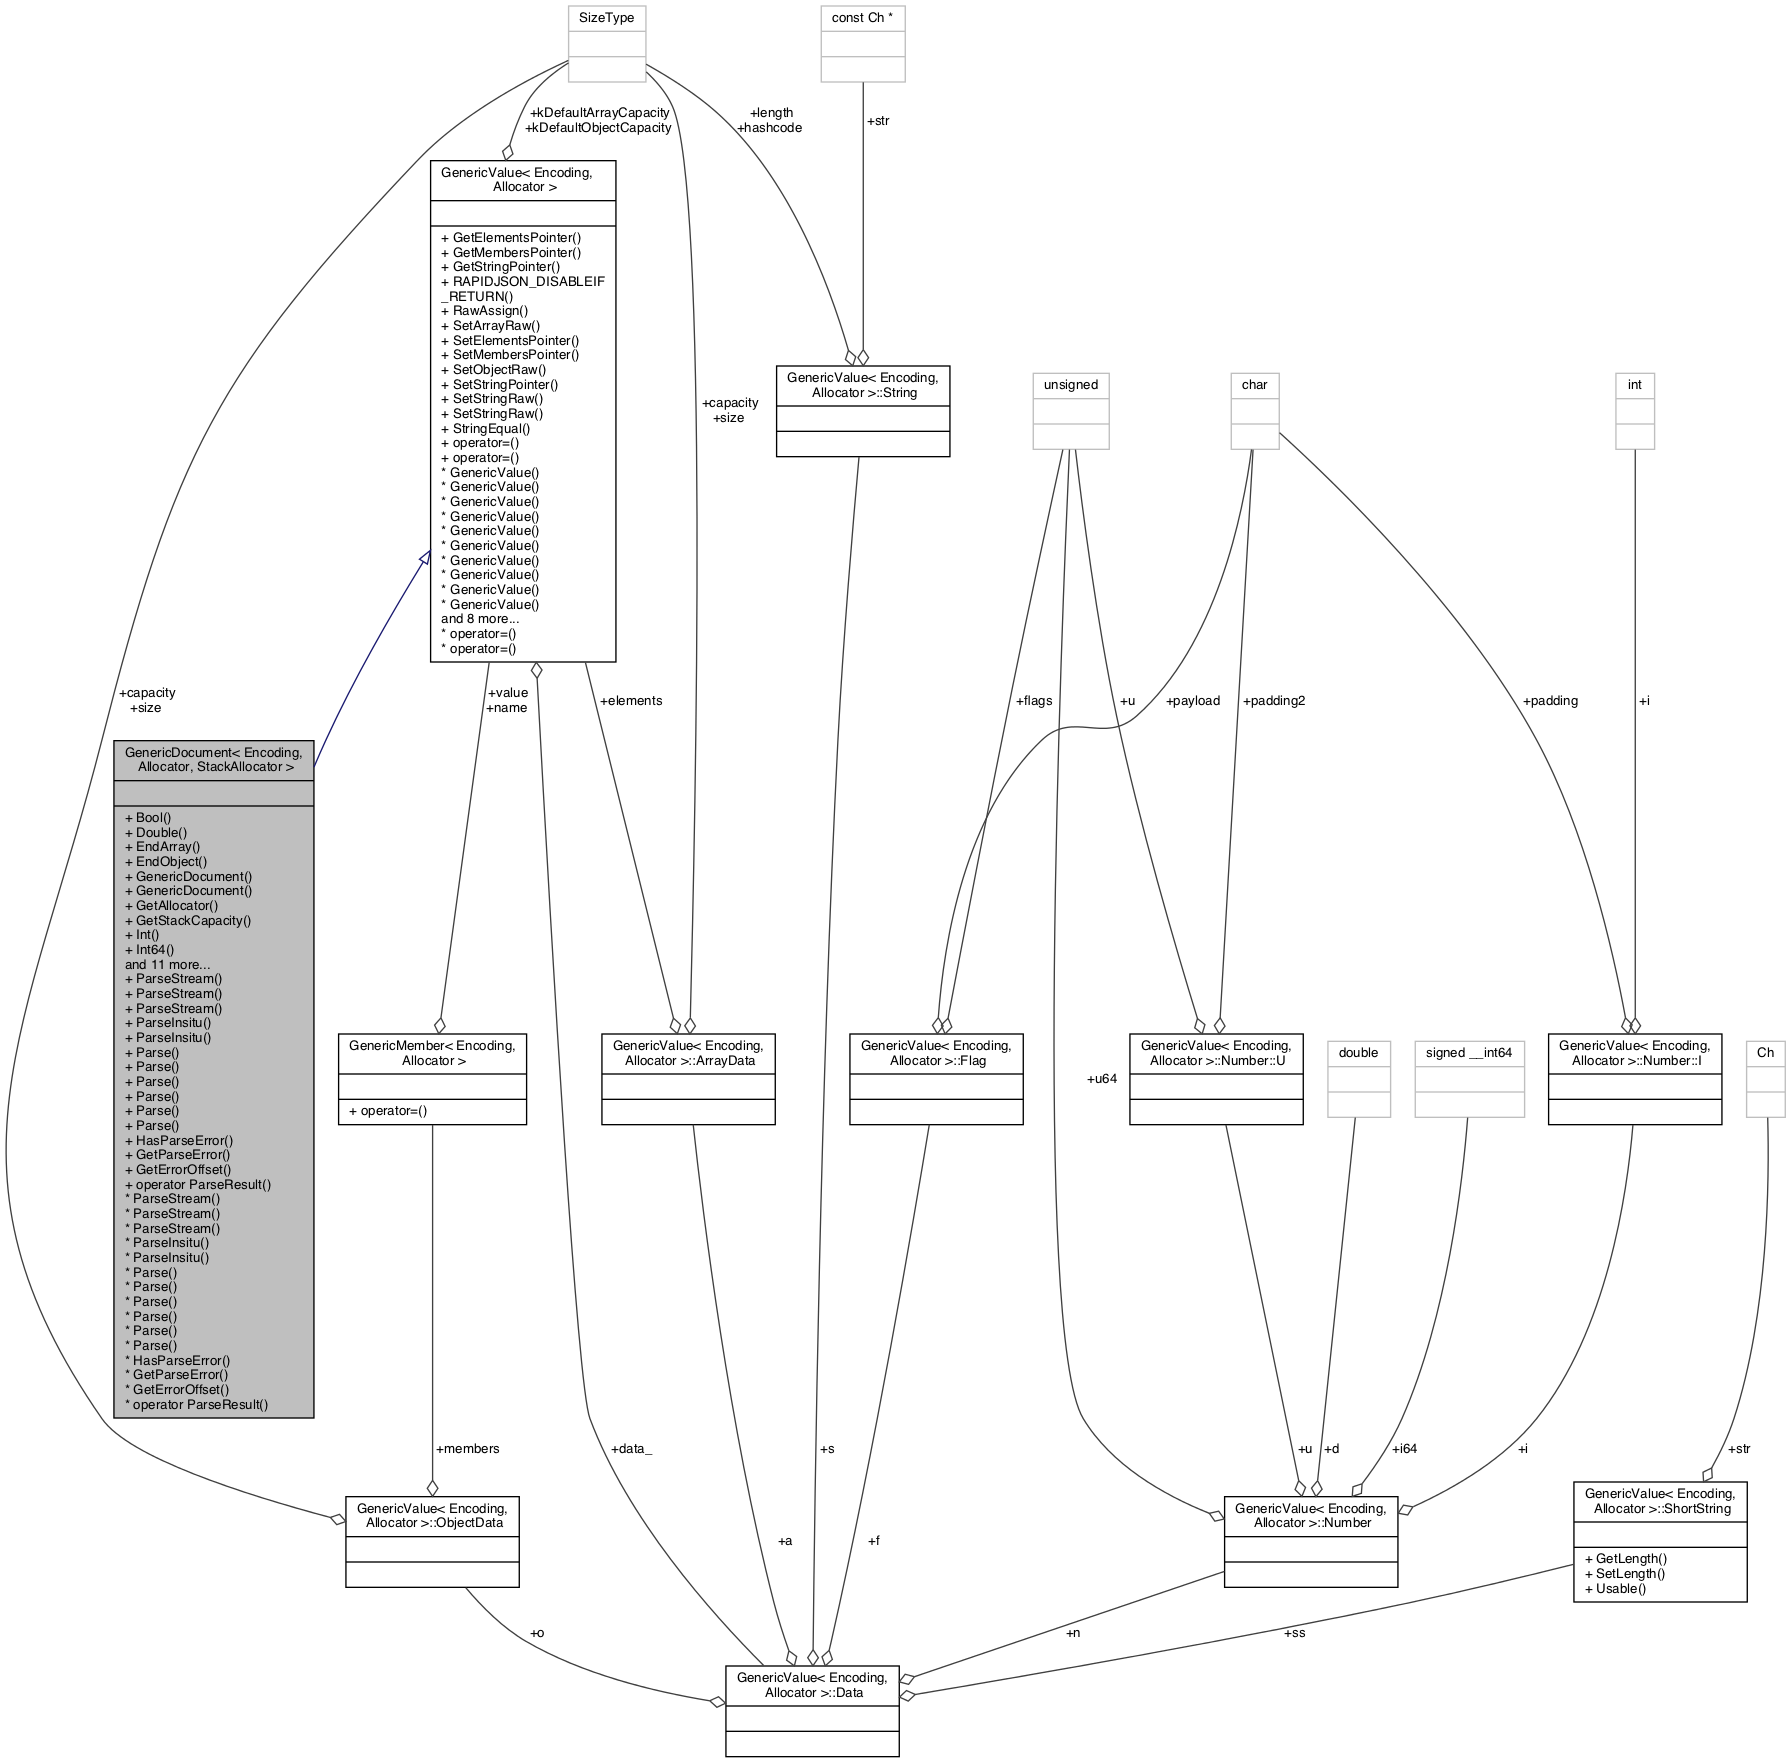 SizeType
const Ch *
+kDefaultArrayCapacity
+kDefaultObjectCapacity
+length
+hashcode
+str
GenericValue< Encoding,
Allocator >
+ GetElementsPointer()
+ GetMembersPointer()
+ GetStringPointer()
+ RAPIDJSON_DISABLEIF
_RETURN()
+ RawAssign()
+ SetArrayRaw()
+ SetElementsPointer()
+ SetMembersPointer()
+ SetObjectRaw()
+ SetStringPointer()
+ SetStringRaw()
+ SetStringRaw()
+ StringEqual()
+ operator=()
+ operator=()
* GenericValue()
* GenericValue()
* GenericValue()
* GenericValue()
* GenericValue()
* GenericValue()
* GenericValue()
* GenericValue()
* GenericValue()
* GenericValue()
and 8 more...
* operator=()
* operator=()
+capacity
+size
GenericValue< Encoding,
Allocator >::String
unsigned
char
int
+capacity
+size
+value
+name
+elements
+flags
+u
+payload
+padding2
+padding
+i
GenericDocument< Encoding,
Allocator, StackAllocator >
+ Bool()
+ Double()
+ EndArray()
+ EndObject()
+ GenericDocument()
+ GenericDocument()
+ GetAllocator()
+ GetStackCapacity()
+ Int()
+ Int64()
and 11 more...
+ ParseStream()
+ ParseStream()
+ ParseStream()
+ ParseInsitu()
+ ParseInsitu()
+ Parse()
+ Parse()
+ Parse()
+ Parse()
+ Parse()
+ Parse()
+ HasParseError()
+ GetParseError()
+ GetErrorOffset()
+ operator ParseResult()
* ParseStream()
* ParseStream()
* ParseStream()
* ParseInsitu()
* ParseInsitu()
* Parse()
* Parse()
* Parse()
* Parse()
* Parse()
* Parse()
* HasParseError()
* GetParseError()
* GetErrorOffset()
* operator ParseResult()
GenericMember< Encoding,
Allocator >
+ operator=()
GenericValue< Encoding,
Allocator >::ArrayData
GenericValue< Encoding,
Allocator >::Flag
+u64
GenericValue< Encoding,
Allocator >::Number::U
double
signed __int64
GenericValue< Encoding,
Allocator >::Number::I
Ch
+members
+data_
+s
+u
+d
+i64
+i
+str
GenericValue< Encoding,
Allocator >::ObjectData
+a
+f
GenericValue< Encoding,
Allocator >::Number
GenericValue< Encoding,
Allocator >::ShortString
+ GetLength()
+ SetLength()
+ Usable()
+o
+n
+ss
GenericValue< Encoding,
Allocator >::Data